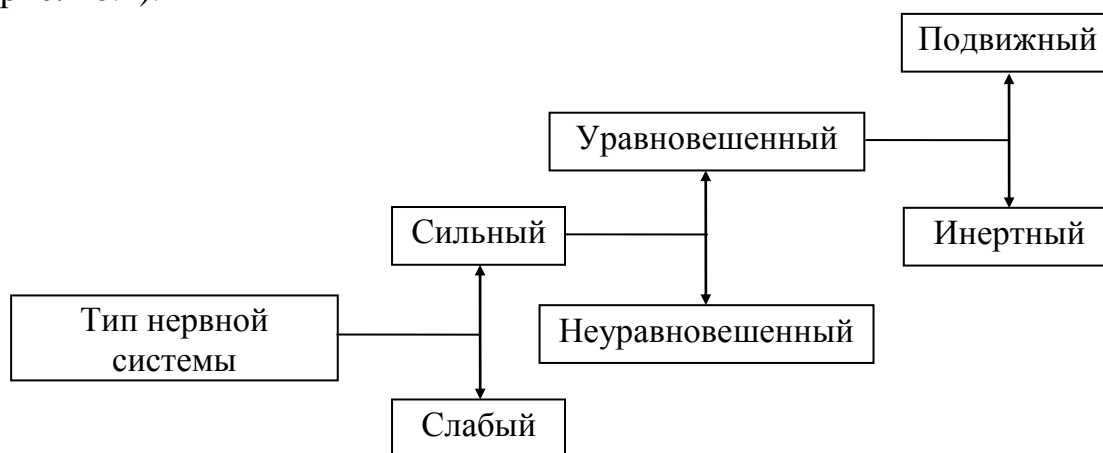 Подвижный
Уравновешенный
Сильный
Инертный
Тип нервной
системы
Неуравновешенный
Слабый